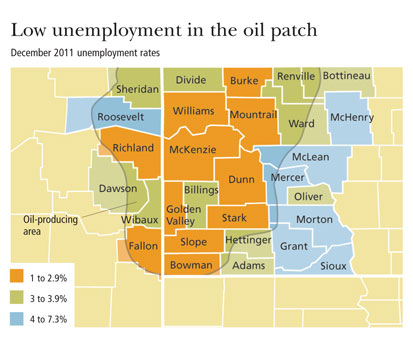 Low unemployment in the oil patch
December 2011 unemployment rates
Sheridan
Divide
Burke
Renville
Bottineau
Roosevelt
Williams
Mountrail
Ward
McHenry
Richland
McKenzie
McLean
Dawson
Billings
Dunn
Mercer
Oliver
Oil-producing
area
Wibaux
Golden
Valley
Stark
Morton
Fallon
Slope
Hettinger
Grant
Bowman
Adams
Sioux
1 to 2.9%
3 to 3.9%
4 to 7.3%